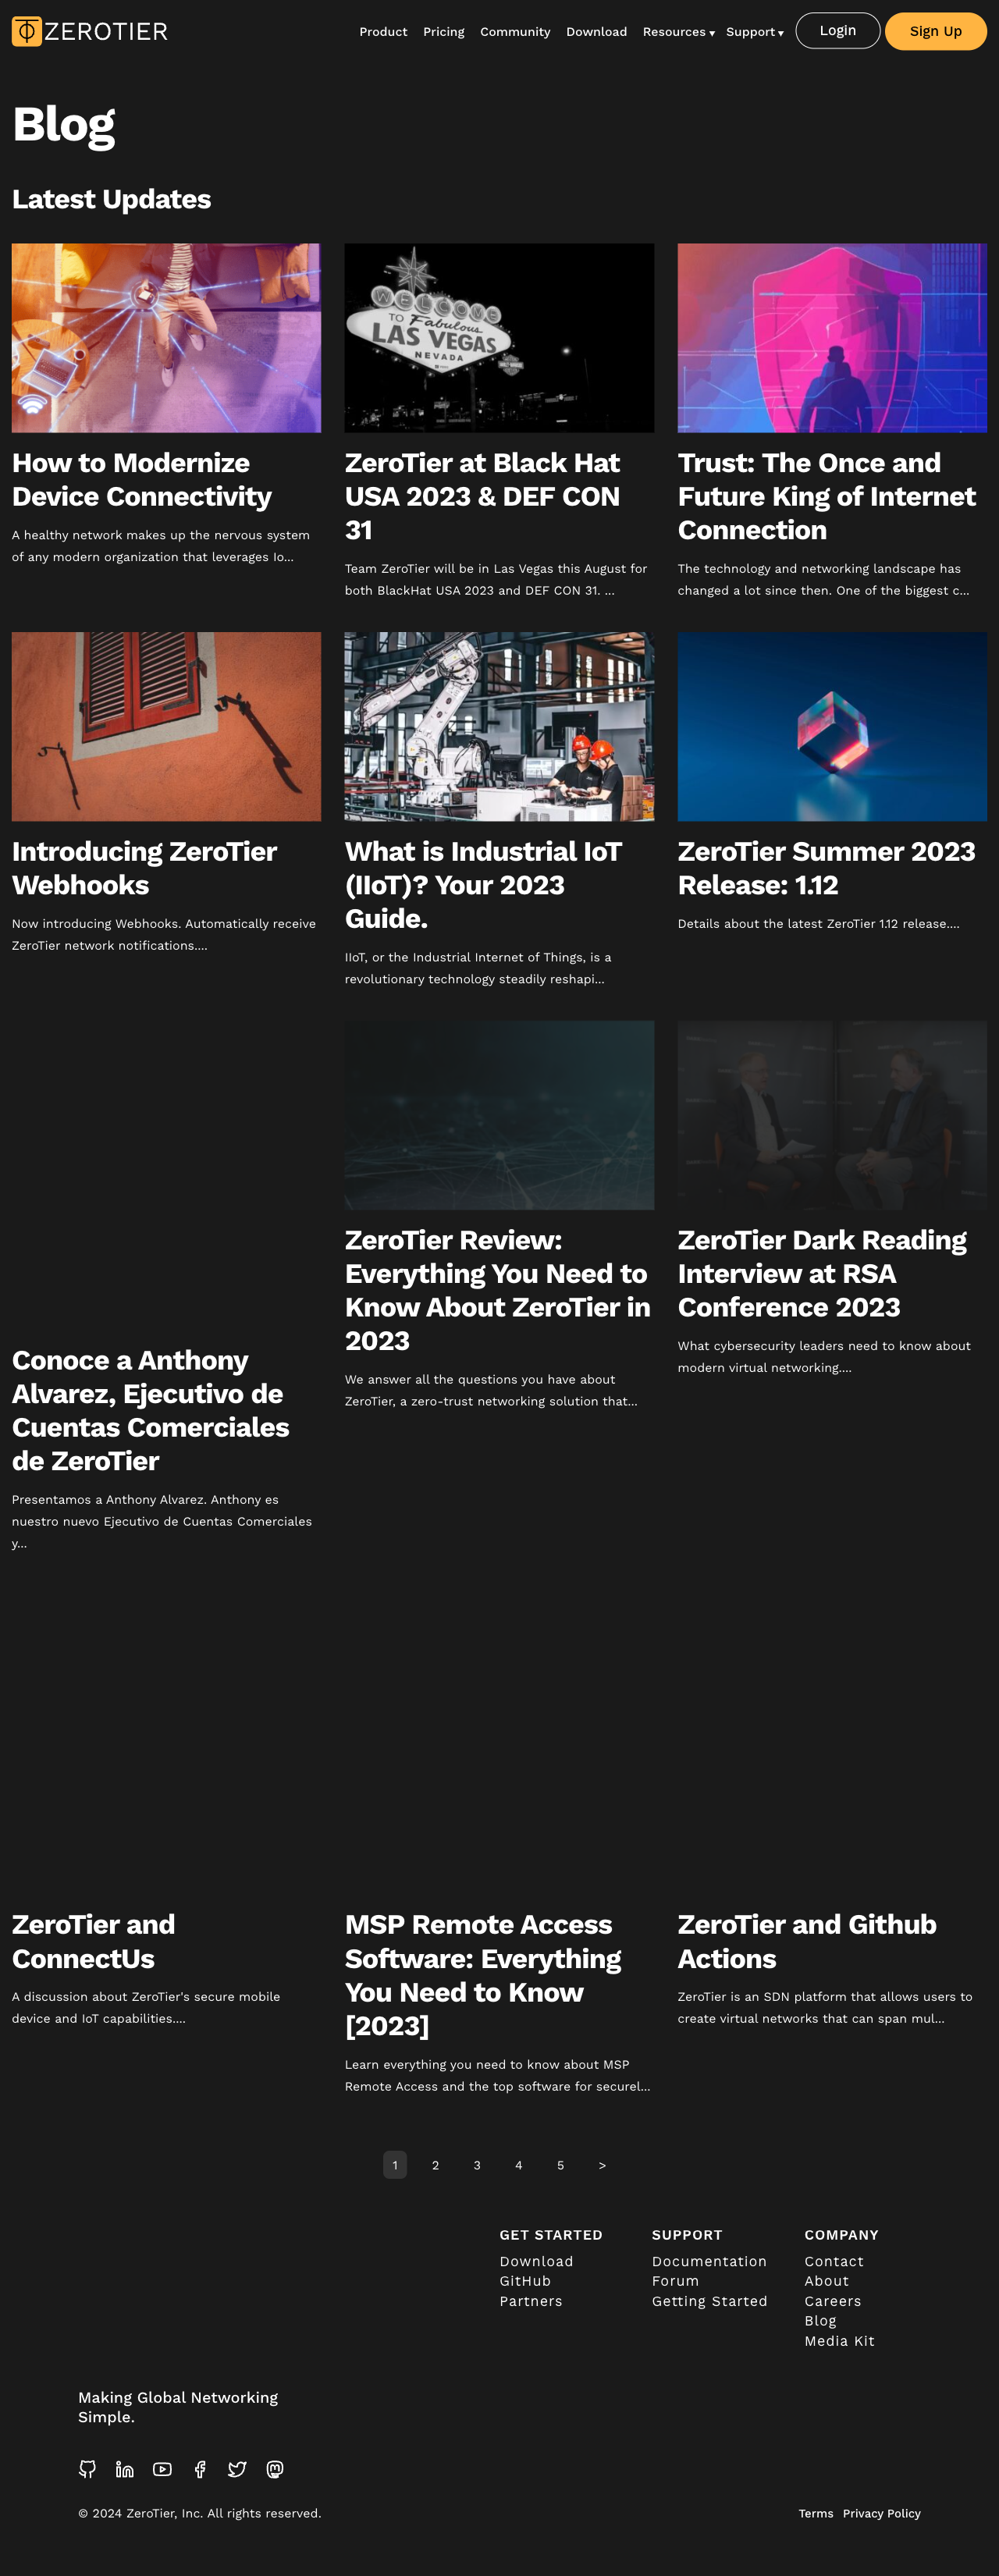 ZEROTIER
Product Pricing Community Download Resources ▾ Support ▾ Login Sign Up
Blog
Latest Updates
WELCOME
TO Fabulous
LAS VEGAS
NEVADA
How to Modernize
Device Connectivity
A healthy network makes up the nervous system
of any modern organization that leverages Io...
ZeroTier at Black Hat
USA 2023 & DEF CON
31
Team ZeroTier will be in Las Vegas this August for
both BlackHat USA 2023 and DEF CON 31. ...
Trust: The Once and
Future King of Internet
Connection
The technology and networking landscape has
changed a lot since then. One of the biggest c...
Introducing ZeroTier
Webhooks
Now introducing Webhooks. Automatically receive
ZeroTier network notifications....
What is Industrial IoT
(IIoT)? Your 2023
Guide.
IIoT, or the Industrial Internet of Things, is a
revolutionary technology steadily reshapi...
ZeroTier Summer 2023
Release: 1.12
Details about the latest ZeroTier 1.12 release....
Conoce a Anthony
Alvarez, Ejecutivo de
Cuentas Comerciales
de ZeroTier
Presentamos a Anthony Alvarez. Anthony es
nuestro nuevo Ejecutivo de Cuentas Comerciales
y...
ZeroTier Review:
Everything You Need to
Know About ZeroTier in
2023
We answer all the questions you have about
ZeroTier, a zero-trust networking solution that...
ZeroTier Dark Reading
Interview at RSA
Conference 2023
What cybersecurity leaders need to know about
modern virtual networking....
ZeroTier and
ConnectUs
A discussion about ZeroTier's secure mobile
device and IoT capabilities....
MSP Remote Access
Software: Everything
You Need to Know
[2023]
Learn everything you need to know about MSP
Remote Access and the top software for securel...
ZeroTier and Github
Actions
ZeroTier is an SDN platform that allows users to
create virtual networks that can span mul...
1 2 3 4 5 >
GET STARTED
Download
GitHub
Partners
SUPPORT
Documentation
Forum
Getting Started
COMPANY
Contact
About
Careers
Blog
Media Kit
Making Global Networking
Simple.
© 2024 ZeroTier, Inc. All rights reserved.
Terms Privacy Policy